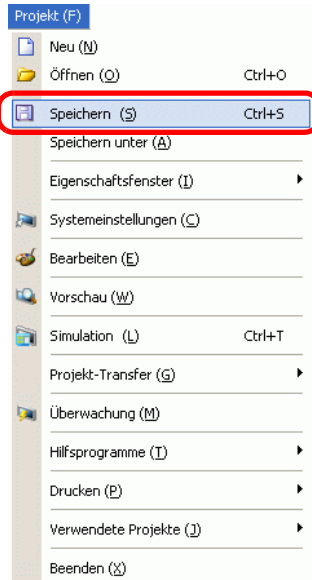 Projekt (F)
Neu (N)
Öffnen (O) Ctrl+O
Speichern (S) Ctrl+S
Speichern unter (A)
Eigenschaftsfenster (I)
Systemeinstellungen (C)
Bearbeiten (E)
Vorschau (W)
Simulation (L) Ctrl+T
Projekt-Transfer (G)
Überwachung (M)
Hilfsprogramme (T)
Drucken (P)
Verwendete Projekte (J)
Beenden (X)